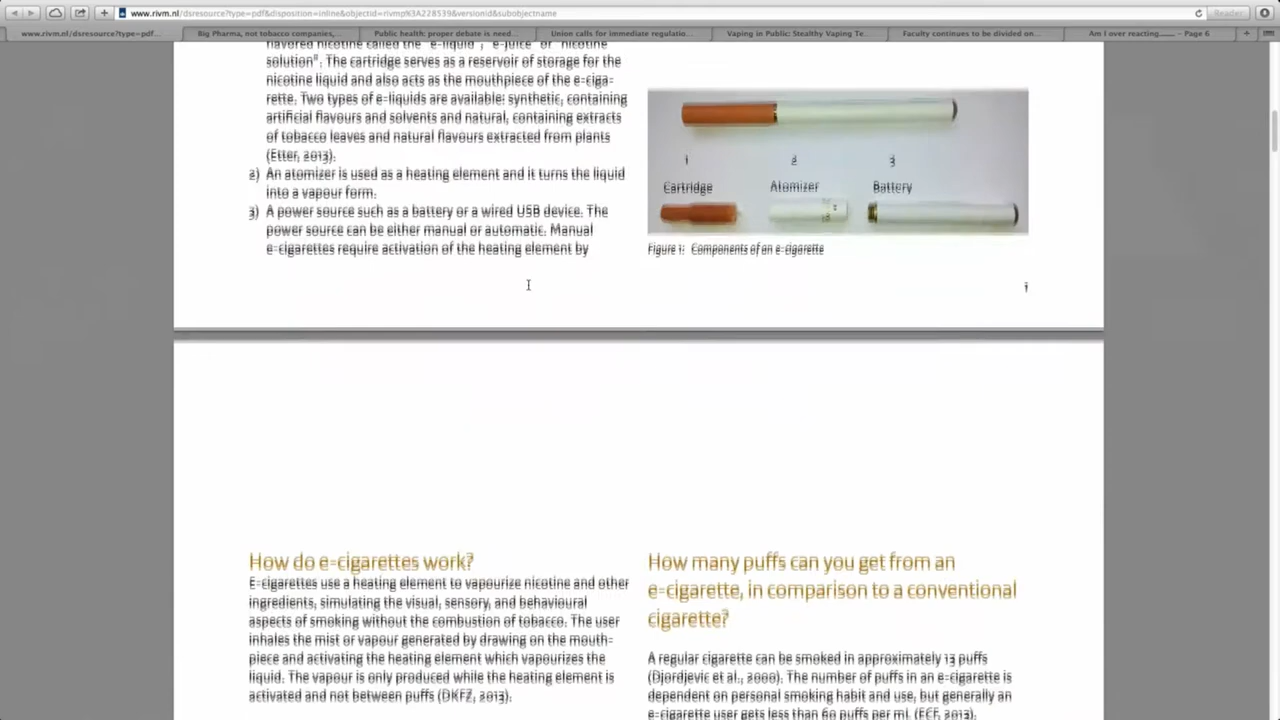 www.rivm.nl/dsresource?type=pdf&disposition=inline&objectid=rivmp%3A228539&versionid&subobjectname
Reader
www.rivm.nl/dsresource?type=pdf...
Big Pharma, not tobacco companies,...
Public health: proper debate is need...
Union calls for immediate regulatio...
Vaping in Public: Stealthy Vaping Te...
Faculty continues to be divided on...
Am I over reacting...... – Page 6
flavored nicotine called the "e-liquid", "e-juice" or "nicotine
solution". The cartridge serves as a reservoir of storage for the
nicotine liquid and also acts as the mouthpiece of the e-ciga-
rette. Two types of e-liquids are available: synthetic, containing
artificial flavours and solvents and natural, containing extracts
of tobacco leaves and natural flavours extracted from plants
(Etter, 2013).
2) An atomizer is used as a heating element and it turns the liquid
into a vapour form.
3) A power source such as a battery or a wired USB device. The
power source can be either manual or automatic. Manual
e-cigarettes require activation of the heating element by
1 2 3
Cartridge Atomizer Battery
Figure 1: Components of an e-cigarette
How do e-cigarettes work?
E-cigarettes use a heating element to vapourize nicotine and other
ingredients, simulating the visual, sensory, and behavioural
aspects of smoking without the combustion of tobacco. The user
inhales the mist or vapour generated by drawing on the mouth-
piece and activating the heating element which vapourizes the
liquid. The vapour is only produced while the heating element is
activated and not between puffs (DKFZ, 2013).
How many puffs can you get from an
e-cigarette, in comparison to a conventional
cigarette?
A regular cigarette can be smoked in approximately 13 puffs
(Djordjevic et al., 2000). The number of puffs in an e-cigarette is
dependent on personal smoking habit and use, but generally an
e-cigarette user gets less than 60 puffs per mL (ECF, 2013).